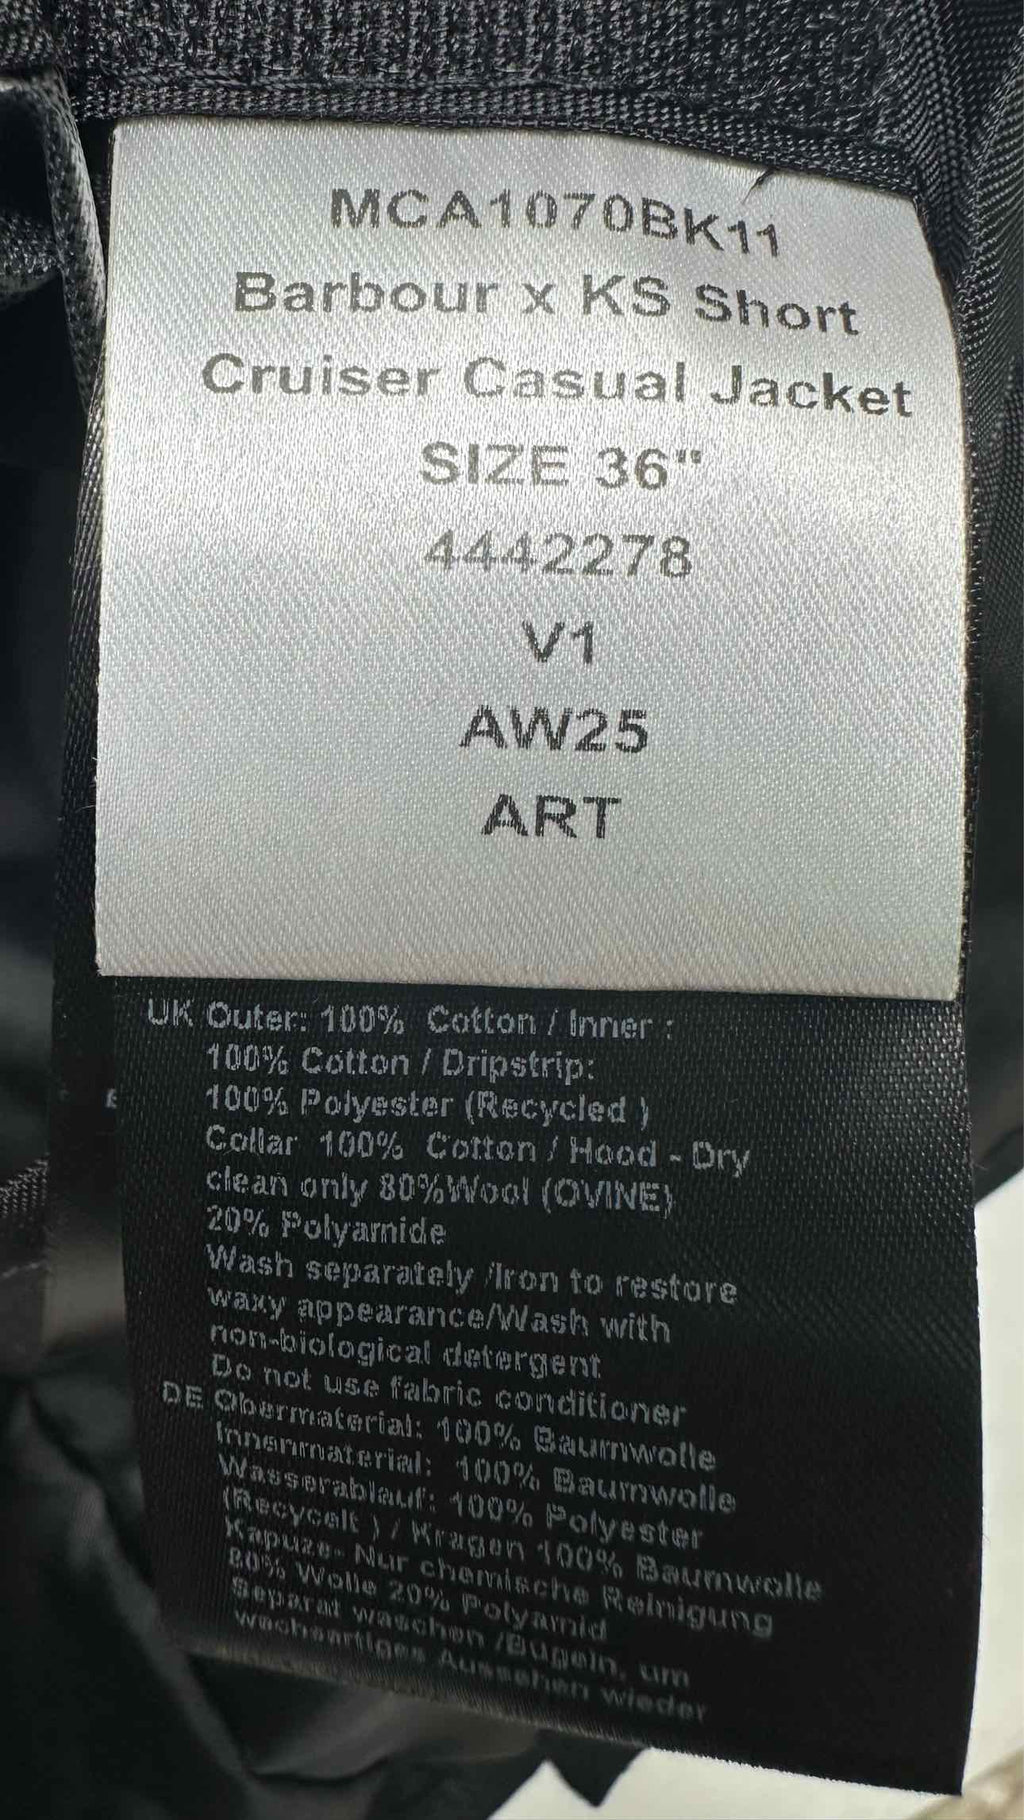 MCA1070BK11
Barbour x KS Short
Cruiser Casual Jacket
SIZE 36"
4442278
V1
AW25
ART
UK Outer: 100% Cotton / Inner :
100% Cotton / Dripstrip:
100% Polyester (Recycled )
Collar 100% Cotton / Hood - Dry
clean only 80%Wool (OVINE)
20% Polyamide
Wash separately /Iron to restore
waxy appearance/Wash with
non-biological detergent
Do not use fabric conditioner
DE Obermaterial: 100% Baumwolle
Innenmaterial: 100% Baumwolle
Wasserablauf: 100% Polyester
(Recycelt ) / Kragen 100% Baumwolle
Kapuze- Nur chemische Reinigung
80% Wolle 20% Polyamid
Separat waschen /Bügeln, um
wachsartiges Aussehen wieder